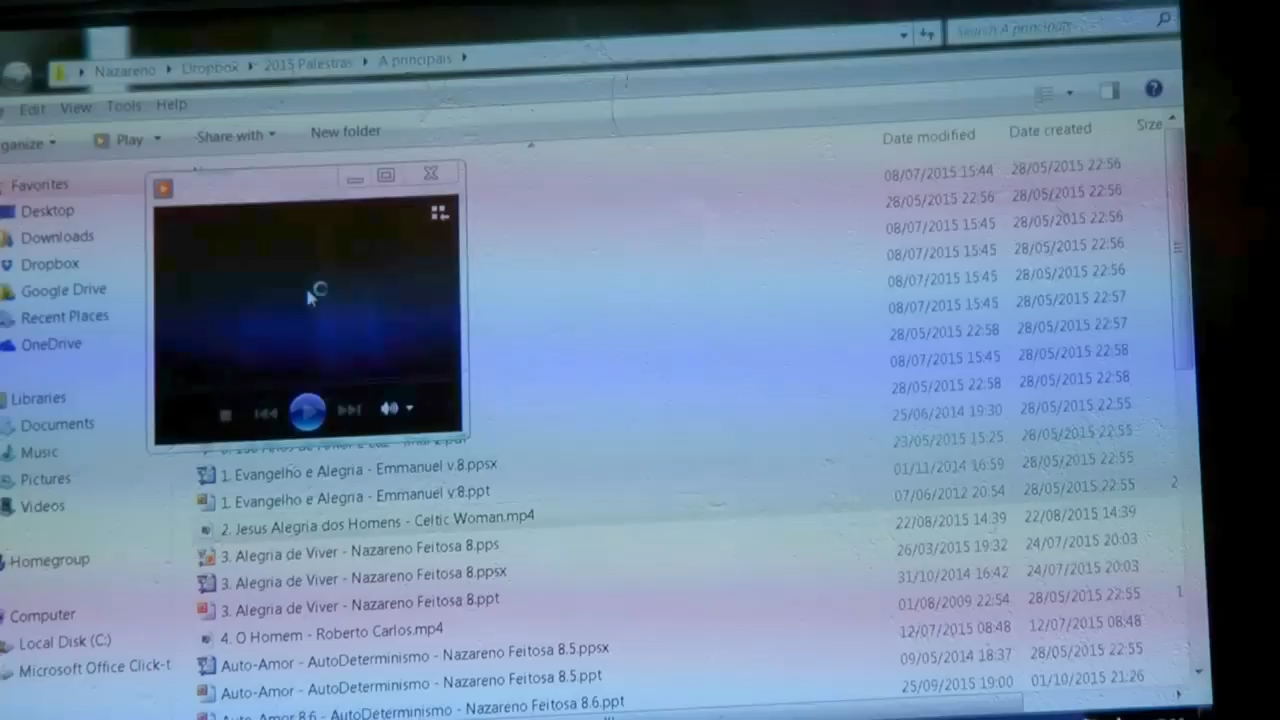 Search A principais
Nazareno Dropbox 2015 Palestras A principais
Edit View Tools Help
Play Share with New folder
Date modified Date created Size
Favorites
Desktop
Downloads
Dropbox
Google Drive
Recent Places
OneDrive
Libraries
Documents
Music
Pictures
Videos
Homegroup
Computer
Local Disk (C:)
Microsoft Office Click-t
08/07/2015 15:44 28/05/2015 22:56
28/05/2015 22:56 28/05/2015 22:56
08/07/2015 15:45 28/05/2015 22:56
08/07/2015 15:45 28/05/2015 22:56
08/07/2015 15:45 28/05/2015 22:56
08/07/2015 15:45 28/05/2015 22:57
28/05/2015 22:58 28/05/2015 22:57
08/07/2015 15:45 28/05/2015 22:58
28/05/2015 22:58 28/05/2015 22:58
25/06/2014 19:30 28/05/2015 22:55
23/05/2015 15:25 28/05/2015 22:55
1. Evangelho e Alegria - Emmanuel v.8.ppsx 01/11/2014 16:59 28/05/2015 22:55
1. Evangelho e Alegria - Emmanuel v.8.ppt 07/06/2012 20:54 28/05/2015 22:55 2
2. Jesus Alegria dos Homens - Celtic Woman.mp4 22/08/2015 14:39 22/08/2015 14:39
3. Alegria de Viver - Nazareno Feitosa 8.pps 26/03/2015 19:32 24/07/2015 20:03
3. Alegria de Viver - Nazareno Feitosa 8.ppsx 31/10/2014 16:42 24/07/2015 20:03
3. Alegria de Viver - Nazareno Feitosa 8.ppt 01/08/2009 22:54 28/05/2015 22:55 1
4. O Homem - Roberto Carlos.mp4 12/07/2015 08:48 12/07/2015 08:48
Auto-Amor - AutoDeterminismo - Nazareno Feitosa 8.5.ppsx 09/05/2014 18:37 28/05/2015 22:55
Auto-Amor - AutoDeterminismo - Nazareno Feitosa 8.5.ppt 25/09/2015 19:00 01/10/2015 21:26
Auto-Amor 8.6 - AutoDeterminismo - Nazareno Feitosa 8.6.ppt